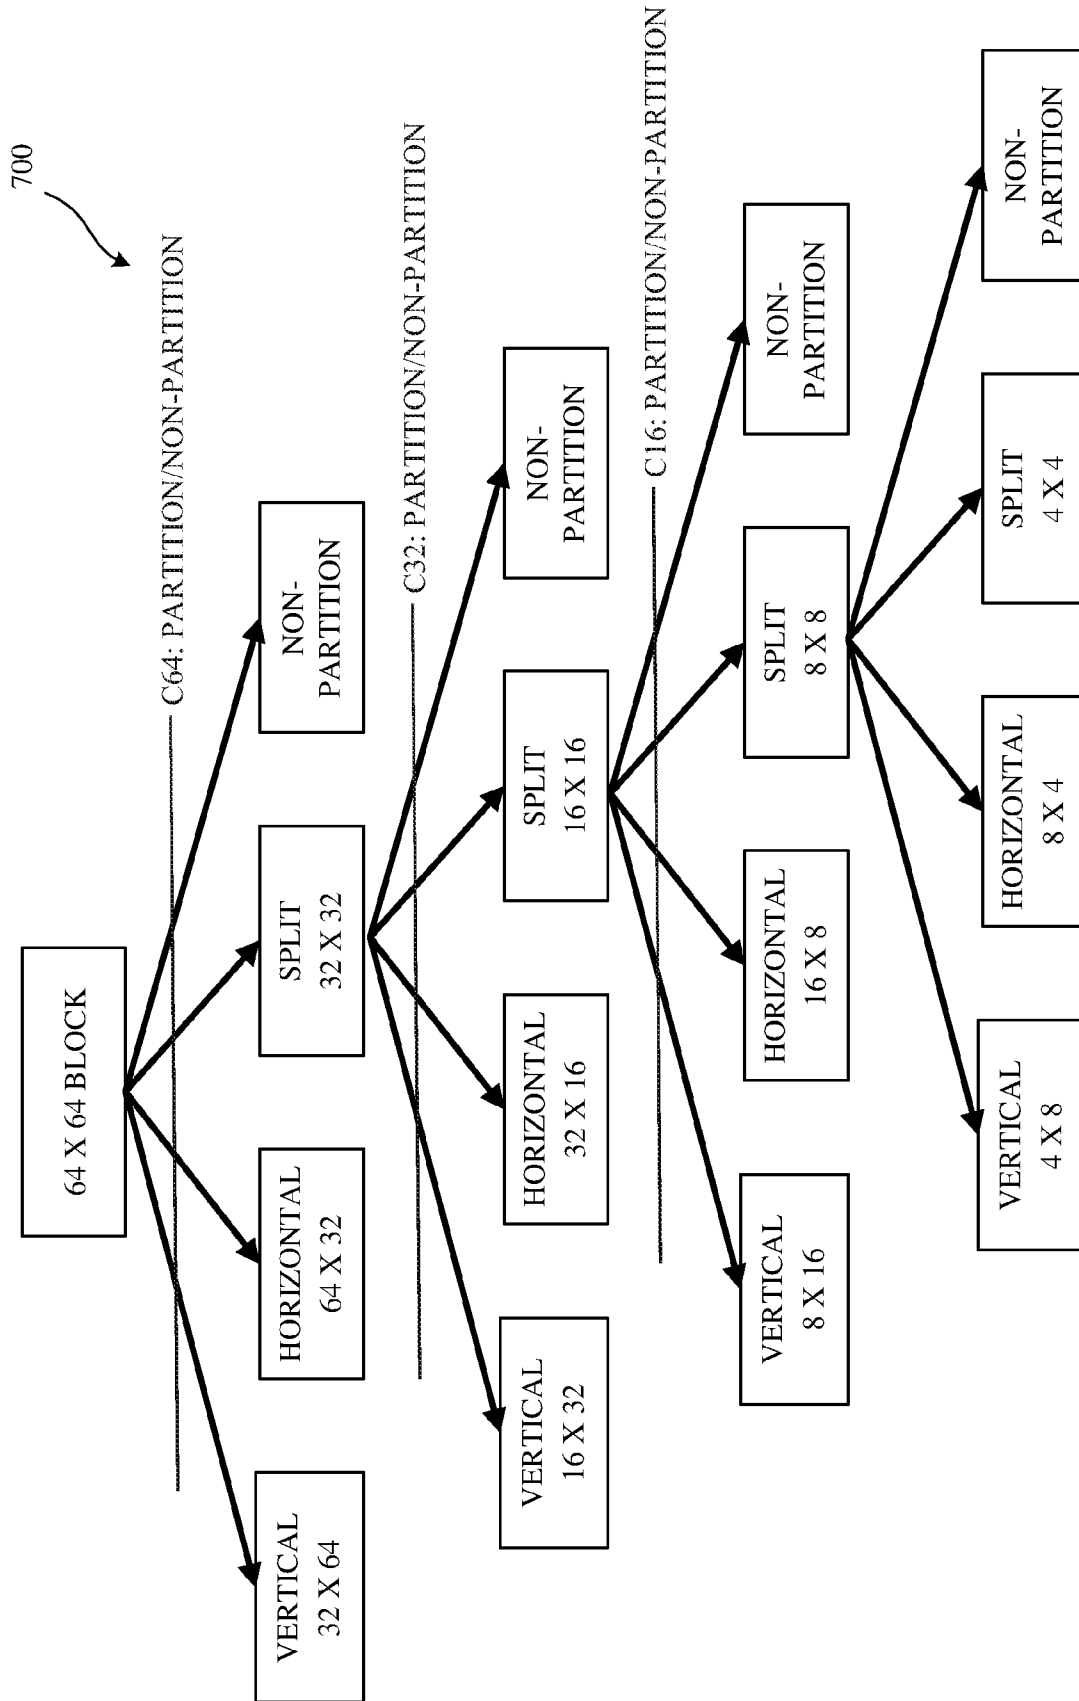 700
64 X 64 BLOCK
C64: PARTITION/NON-PARTITION
VERTICAL
32 X 64
HORIZONTAL
64 X 32
SPLIT
32 X 32
NON-
PARTITION
C32: PARTITION/NON-PARTITION
VERTICAL
16 X 32
HORIZONTAL
32 X 16
SPLIT
16 X 16
NON-
PARTITION
C16: PARTITION/NON-PARTITION
VERTICAL
8 X 16
HORIZONTAL
16 X 8
SPLIT
8 X 8
NON-
PARTITION
VERTICAL
4 X 8
HORIZONTAL
8 X 4
SPLIT
4 X 4
NON-
PARTITION